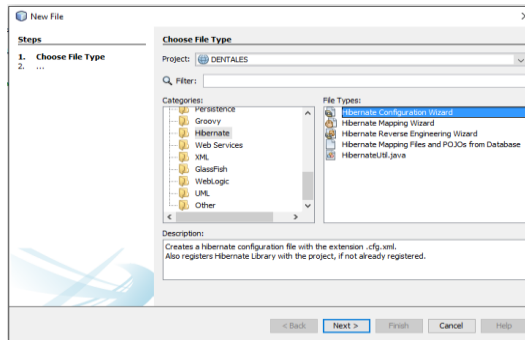 New File
Steps
1. Choose File Type
2. ...
Choose File Type
Project: DENTALES
Filter:
Categories:
Persistence
Groovy
Hibernate
Web Services
XML
GlassFish
WebLogic
UML
Other
File Types:
Hibernate Configuration Wizard
Hibernate Mapping Wizard
Hibernate Reverse Engineering Wizard
Hibernate Mapping Files and POJOs from Database
HibernateUtil.java
Description:
Creates a hibernate configuration file with the extension .cfg.xml.
Also registers Hibernate Library with the project, if not already registered.
< Back Next > Finish Cancel Help